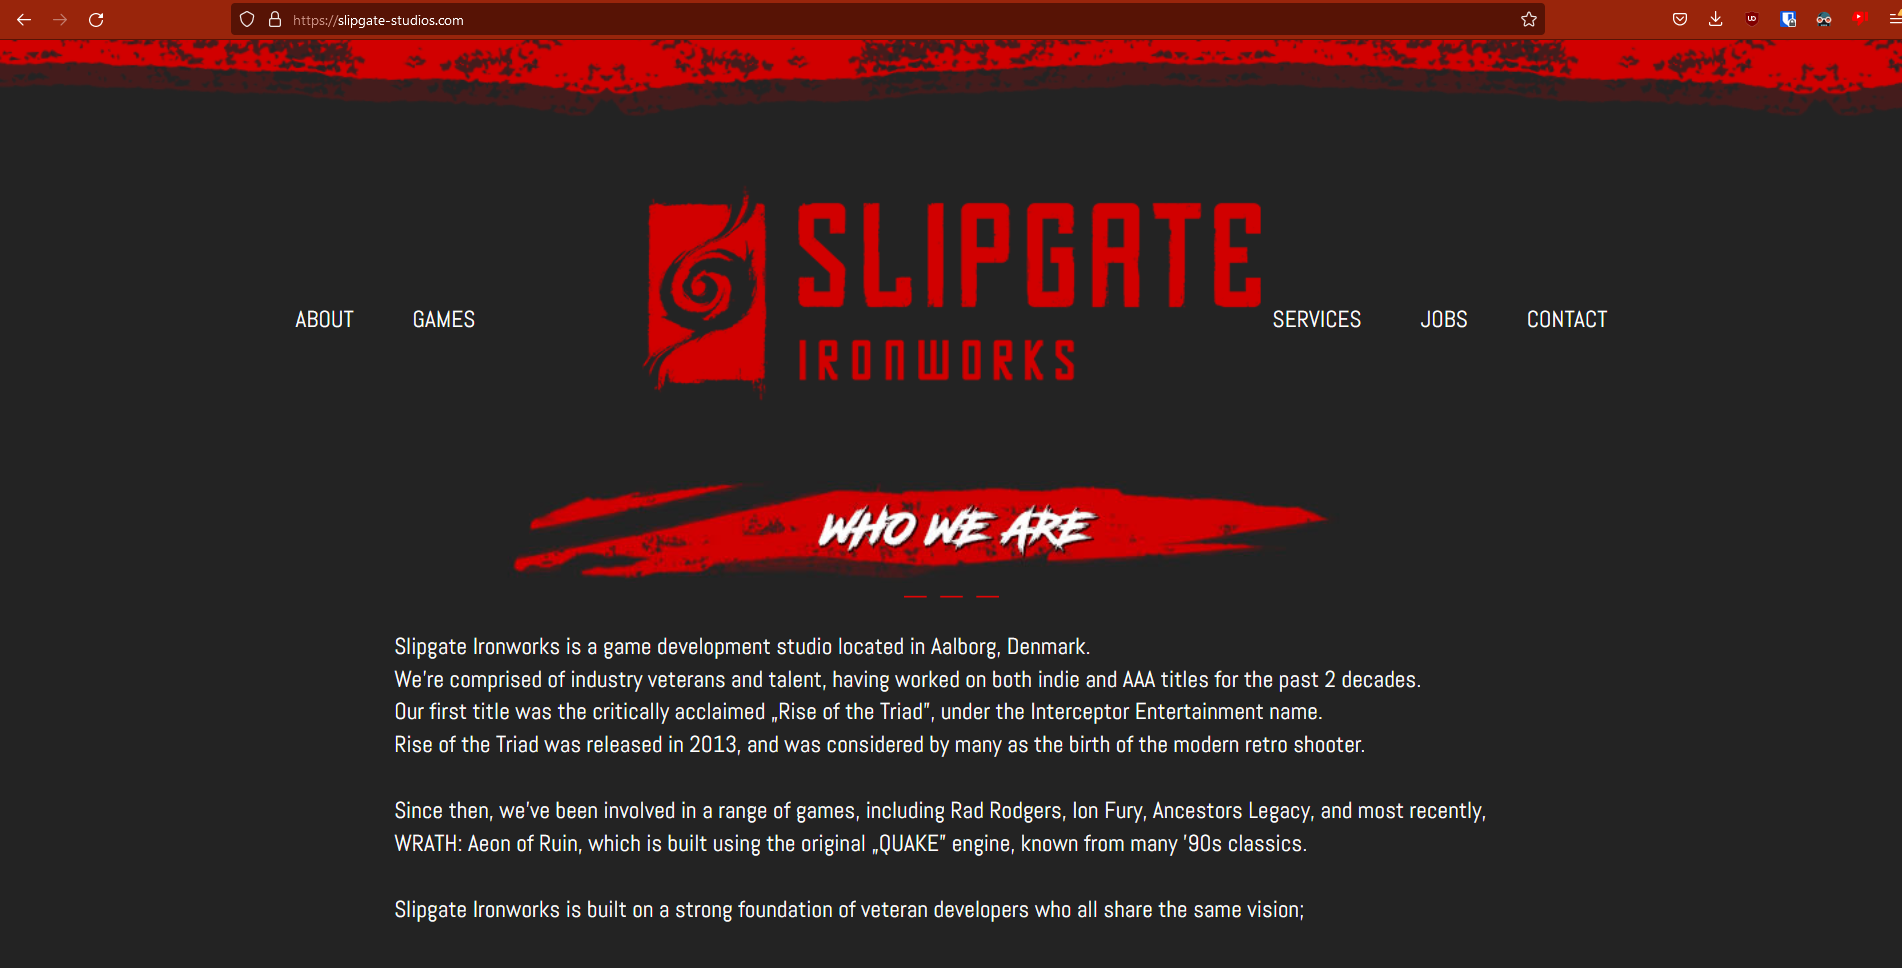 https://slipgate-studios.com
SLIPGATE
IRONWORKS
ABOUT
GAMES
SERVICES
JOBS
CONTACT
WHO WE ARE
Slipgate Ironworks is a game development studio located in Aalborg, Denmark.
We're comprised of industry veterans and talent, having worked on both indie and AAA titles for the past 2 decades.
Our first title was the critically acclaimed „Rise of the Triad”, under the Interceptor Entertainment name.
Rise of the Triad was released in 2013, and was considered by many as the birth of the modern retro shooter.
Since then, we've been involved in a range of games, including Rad Rodgers, Ion Fury, Ancestors Legacy, and most recently,
WRATH: Aeon of Ruin, which is built using the original „QUAKE” engine, known from many '90s classics.
Slipgate Ironworks is built on a strong foundation of veteran developers who all share the same vision;